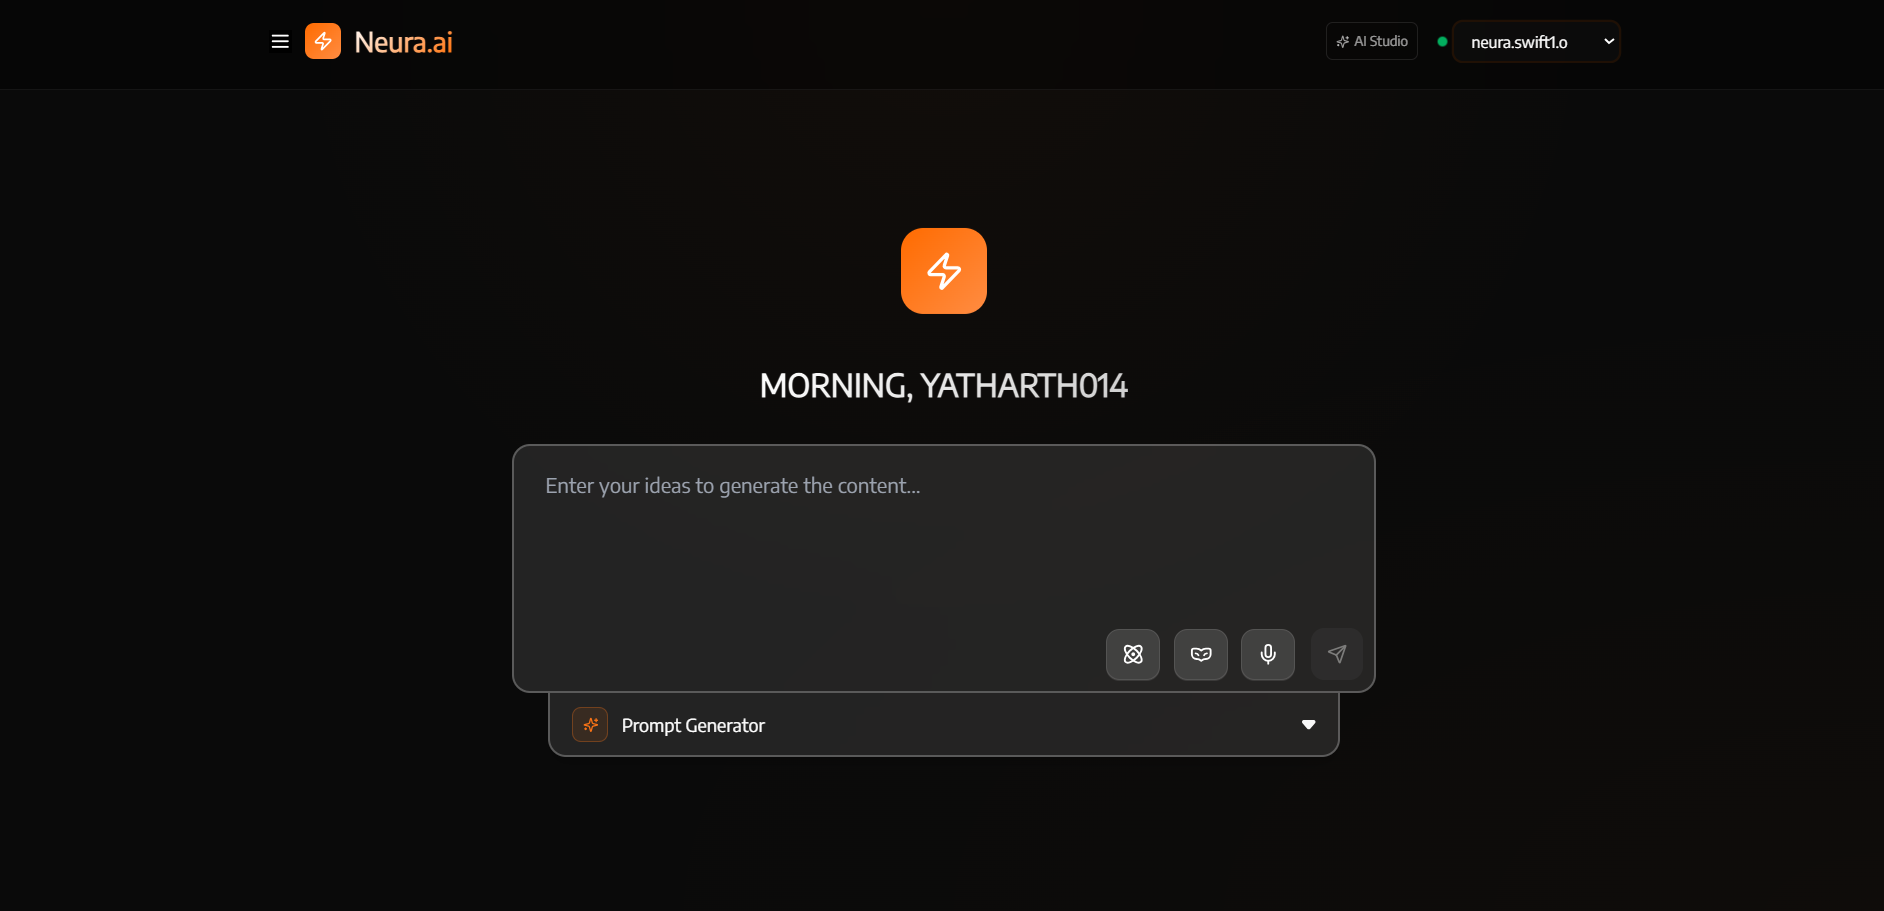 Neura.ai
AI Studio
neura.swift1.o
MORNING, YATHARTH014
Enter your ideas to generate the content...
Prompt Generator